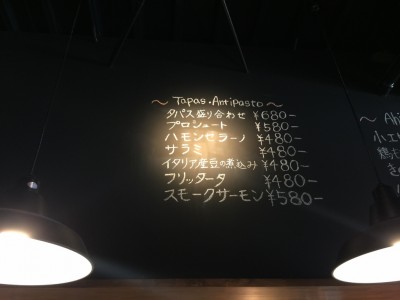 〜 Tapas・Antipasto 〜
タパス盛り合わせ ¥680-
プロシュート ¥580-
ハモンセラーノ ¥480-
サラミ ¥480-
イタリア産豆の煮込み ¥480-
フリッタータ ¥480-
スモークサーモン ¥580-
〜 Ahi
小エ